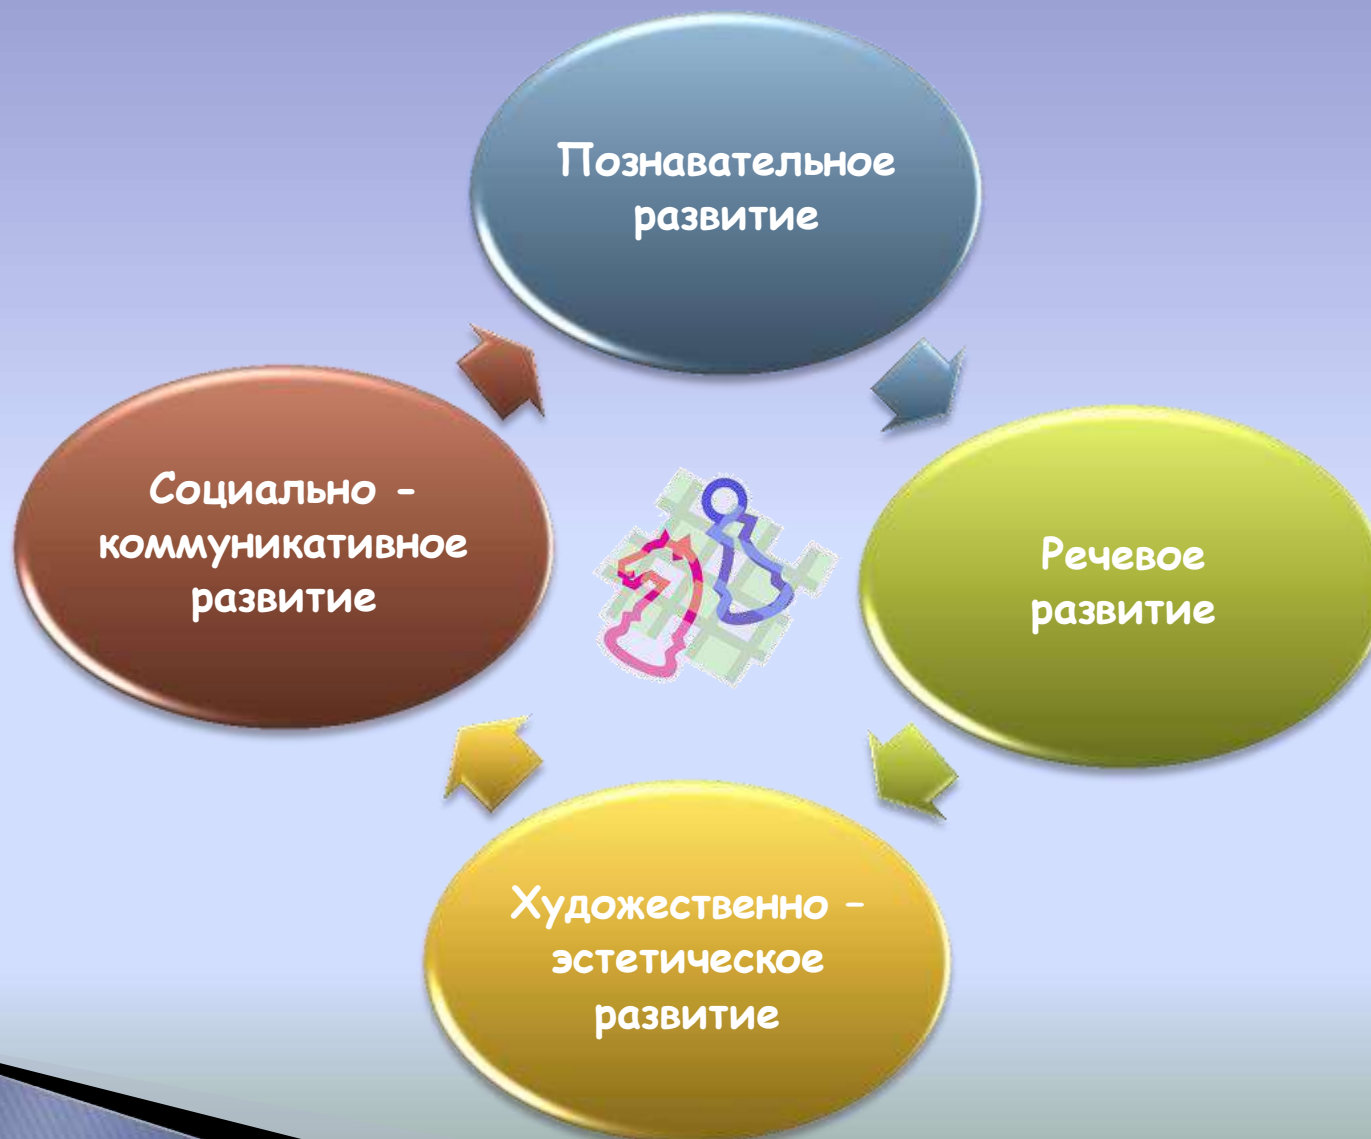 Познавательное
развитие
Социально -
коммуникативное
развитие
Речевое
развитие
Художественно –
эстетическое
развитие